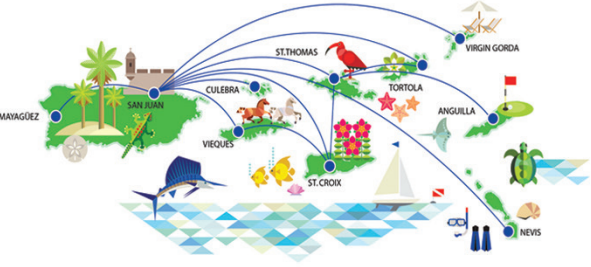 VIRGIN GORDA
ST.THOMAS
TORTOLA
CULEBRA
SAN JUAN
MAYAGÜEZ
ANGUILLA
VIEQUES
ST. CROIX
NEVIS